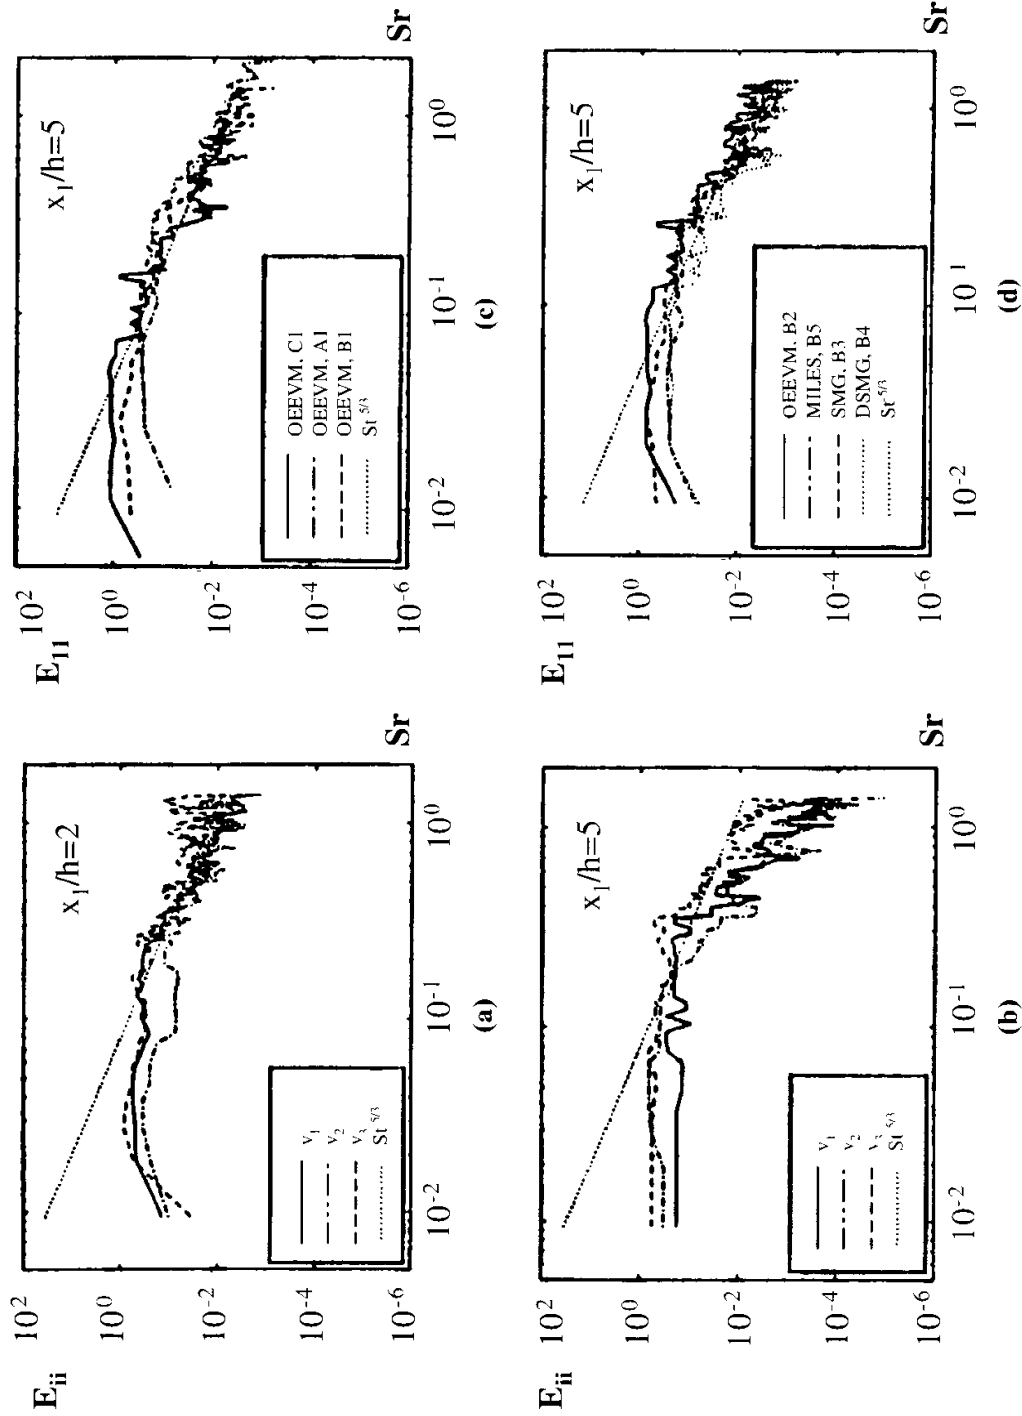 E_ii
10^2
10^0
10^-2
10^-4
10^-6
x_1/h=2
v_1
v_2
v_3
St^5/3
10^-2
10^-1
10^0
Sr
(a)
E_ii
10^2
10^0
10^-2
10^-4
10^-6
x_1/h=5
v_1
v_2
v_3
St^5/3
10^-2
10^-1
10^0
Sr
(b)
E_11
10^2
10^0
10^-2
10^-4
10^-6
x_1/h=5
OEEVM, C1
OEEVM, A1
OEEVM, B1
St^5/3
10^-2
10^-1
10^0
Sr
(c)
E_11
10^2
10^0
10^-2
10^-4
10^-6
x_1/h=5
OEEVM. B2
MILES, B5
SMG, B3
DSMG, B4
St^-5/3
10^-2
10^-1
10^0
Sr
(d)